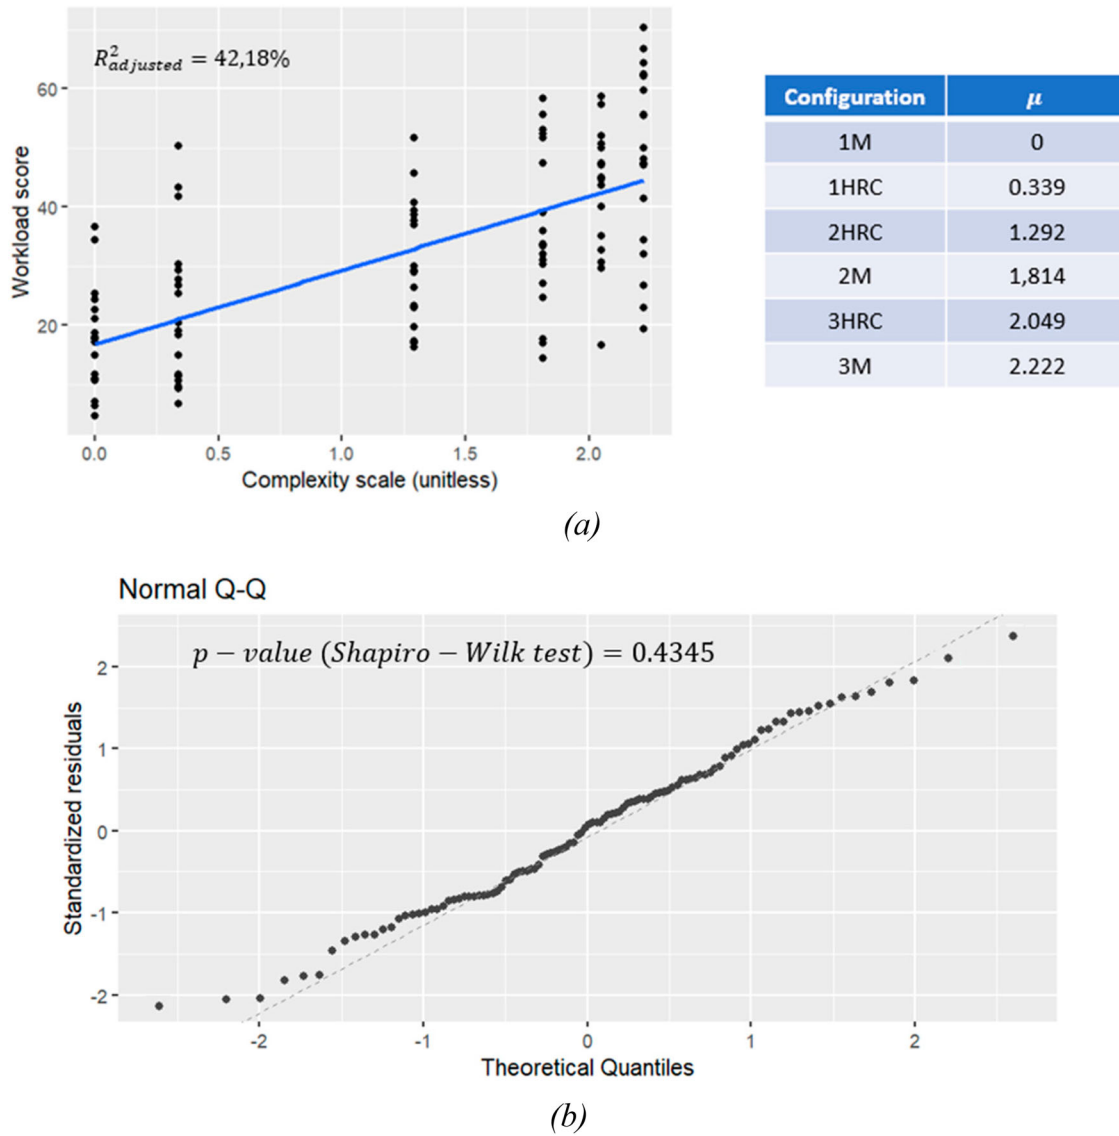 R²adjusted = 42,18%
60
40
20
Workload score
0.0 0.5 1.0 1.5 2.0
Complexity scale (unitless)
Configuration μ
1M 0
1HRC 0.339
2HRC 1.292
2M 1,814
3HRC 2.049
3M 2.222
(a)
Normal Q-Q
p − value (Shapiro − Wilk test) = 0.4345
2
1
0
-1
-2
Standardized residuals
-2 -1 0 1 2
Theoretical Quantiles
(b)